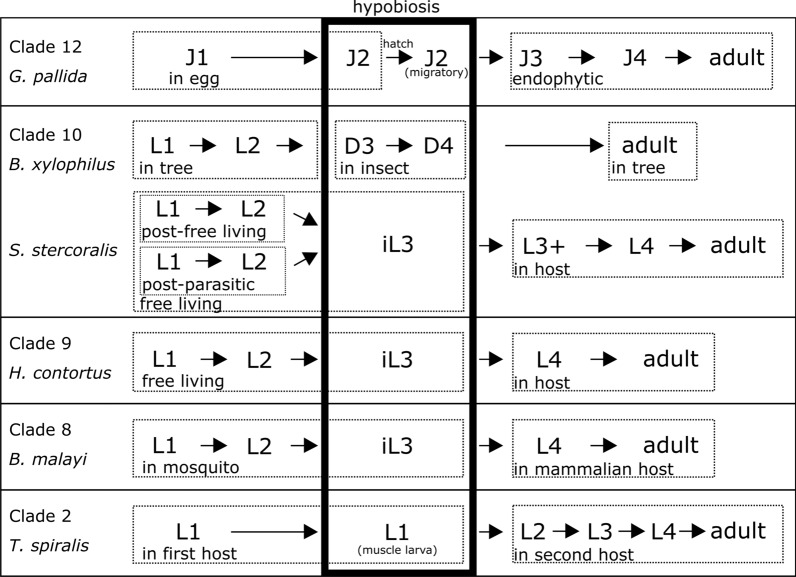 hypobiosis
Clade 12
G. pallida
J1
in egg
J2
hatch
J2
(migratory)
J3 J4 adult
endophytic
Clade 10
B. xylophilus
L1 L2
in tree
D3 D4
in insect
adult
in tree
S. stercoralis
L1 L2
post-free living
L1 L2
post-parasitic
free living
iL3
L3+ L4 adult
in host
Clade 9
H. contortus
L1 L2
free living
iL3
L4 adult
in host
Clade 8
B. malayi
L1 L2
in mosquito
iL3
L4 adult
in mammalian host
Clade 2
T. spiralis
L1
in first host
L1
(muscle larva)
L2 L3 L4 adult
in second host